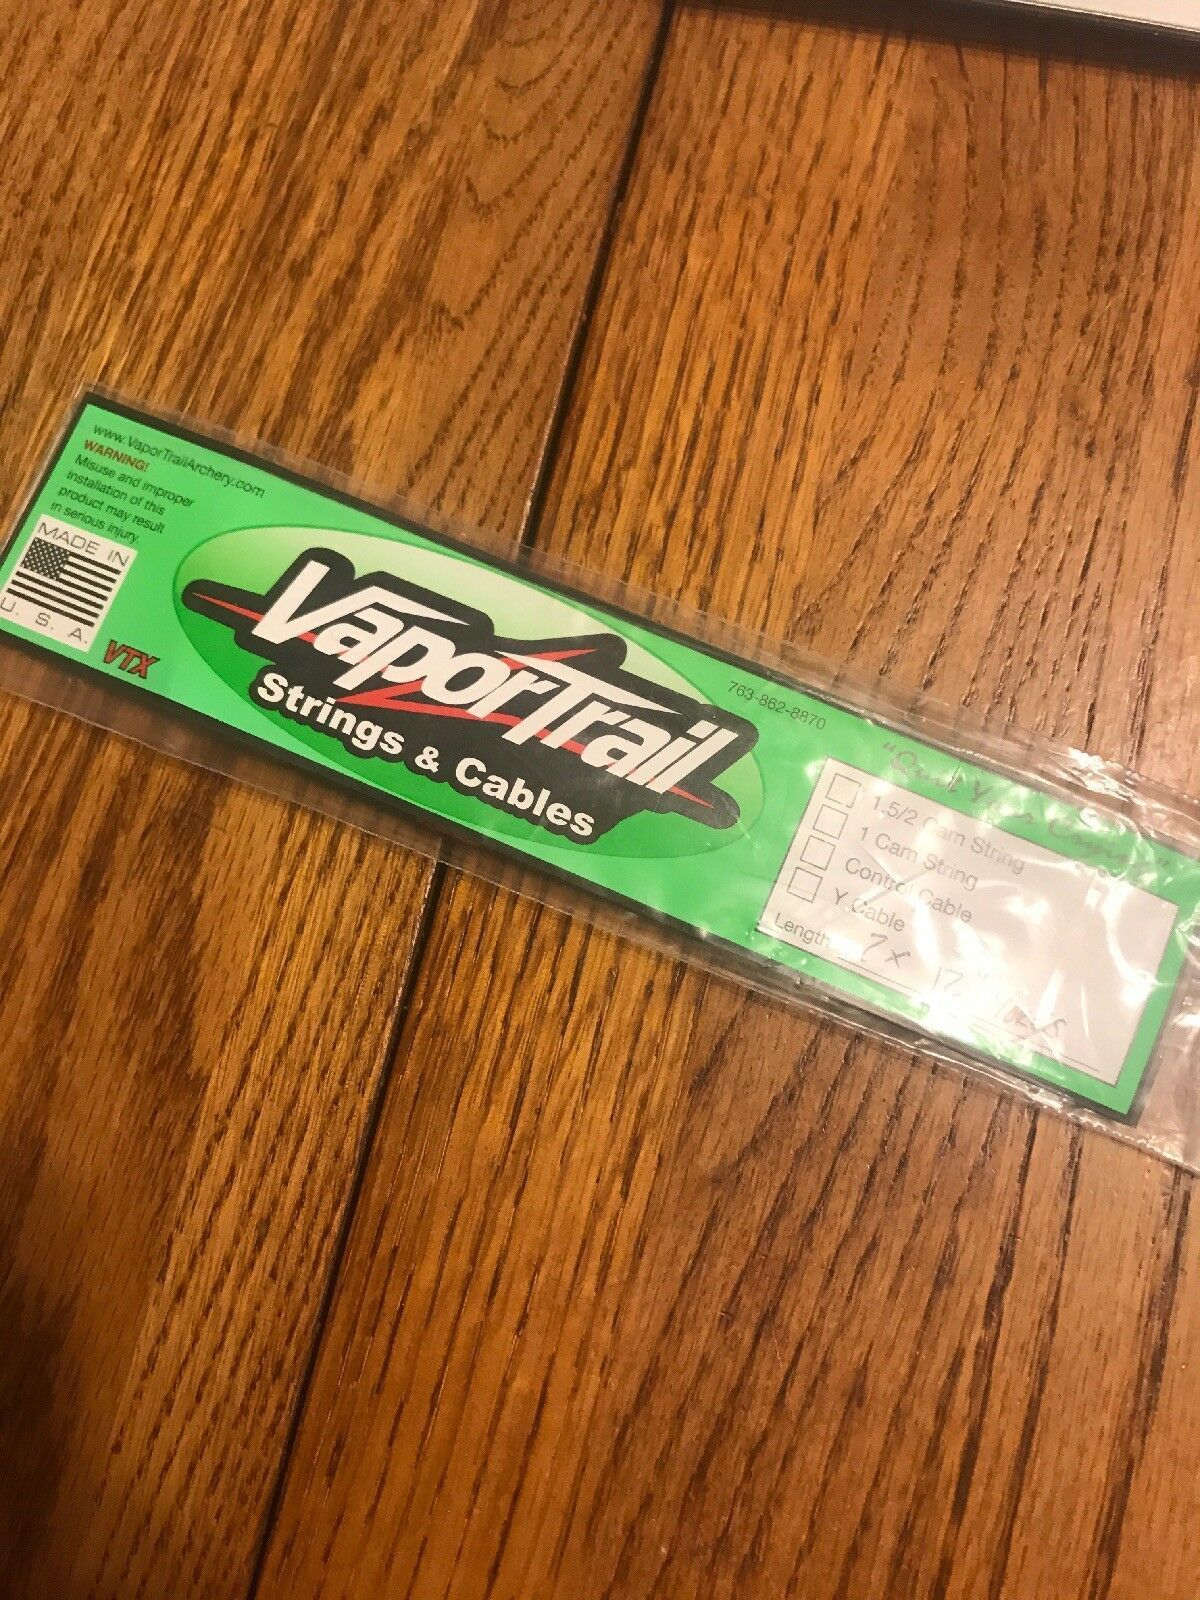 www.VaporTrailArchery.com
WARNING!
Misuse and improper
installation of this
product may result
in serious injury.
MADE IN
U. S. A.
VTX
VaporTrail
Strings & Cables
763-862-8870
1.5/2 Cam String
1 Cam String
Control Cable
Y Cable
Length